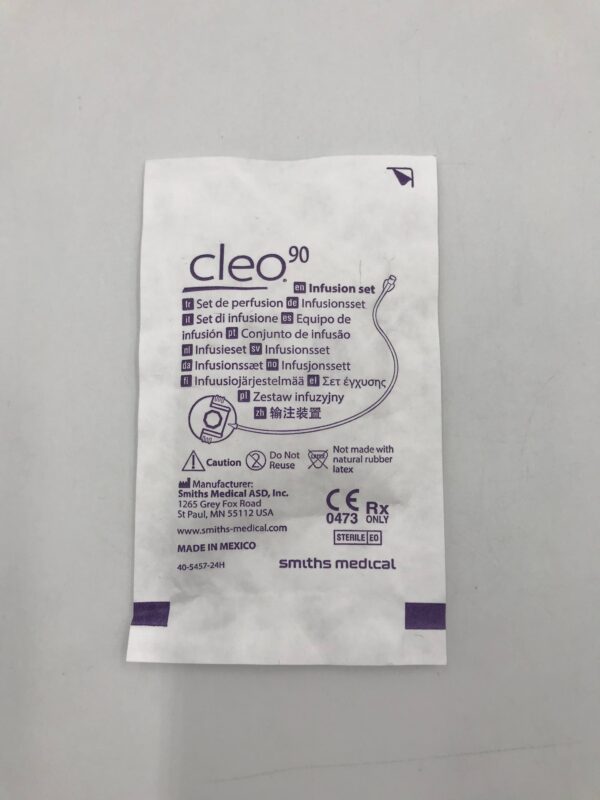 cleo®90
en Infusion set
fr Set de perfusion de Infusionsset
it Set di infusione es Equipo de
infusión pt Conjunto de infusão
nl Infusieset sv Infusionsset
da Infusionssæt no Infusjonssett
fi Infuusiojärjestelmää el Σετ έγχυσης
pl Zestaw infuzyjny
zh 输注装置
Caution
Do Not
Reuse
LATEX
Not made with
natural rubber
latex
Manufacturer:
Smiths Medical ASD, Inc.
1265 Grey Fox Road
St Paul, MN 55112 USA
www.smiths-medical.com
MADE IN MEXICO
40-5457-24H
CE
0473
Rx
ONLY
STERILE EO
smiths medical